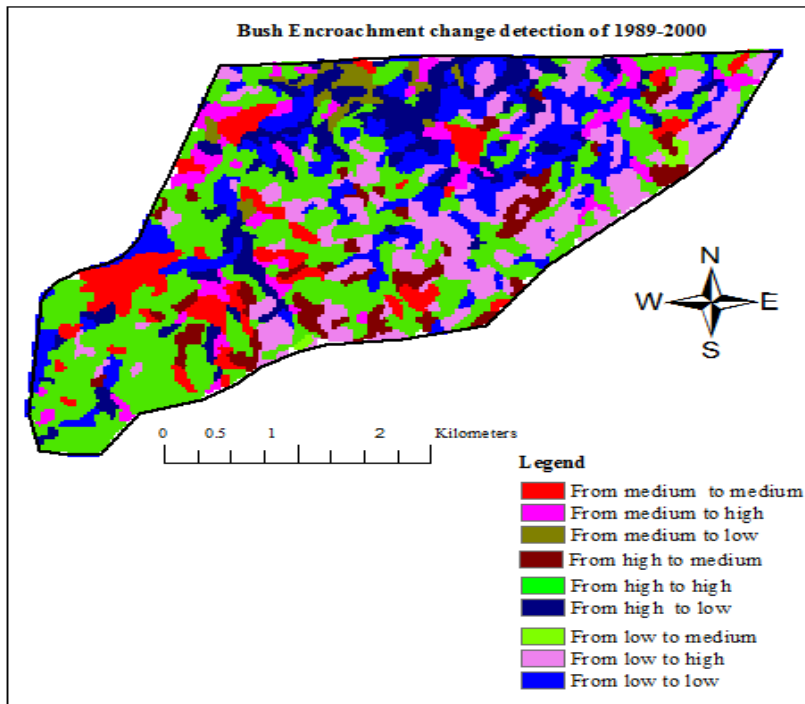 Bush Encroachment change detection of 1989-2000
N
W E
S
0 0.5 1 2 Kilometers
Legend
From medium to medium
From medium to high
From medium to low
From high to medium
From high to high
From high to low
From low to medium
From low to high
From low to low